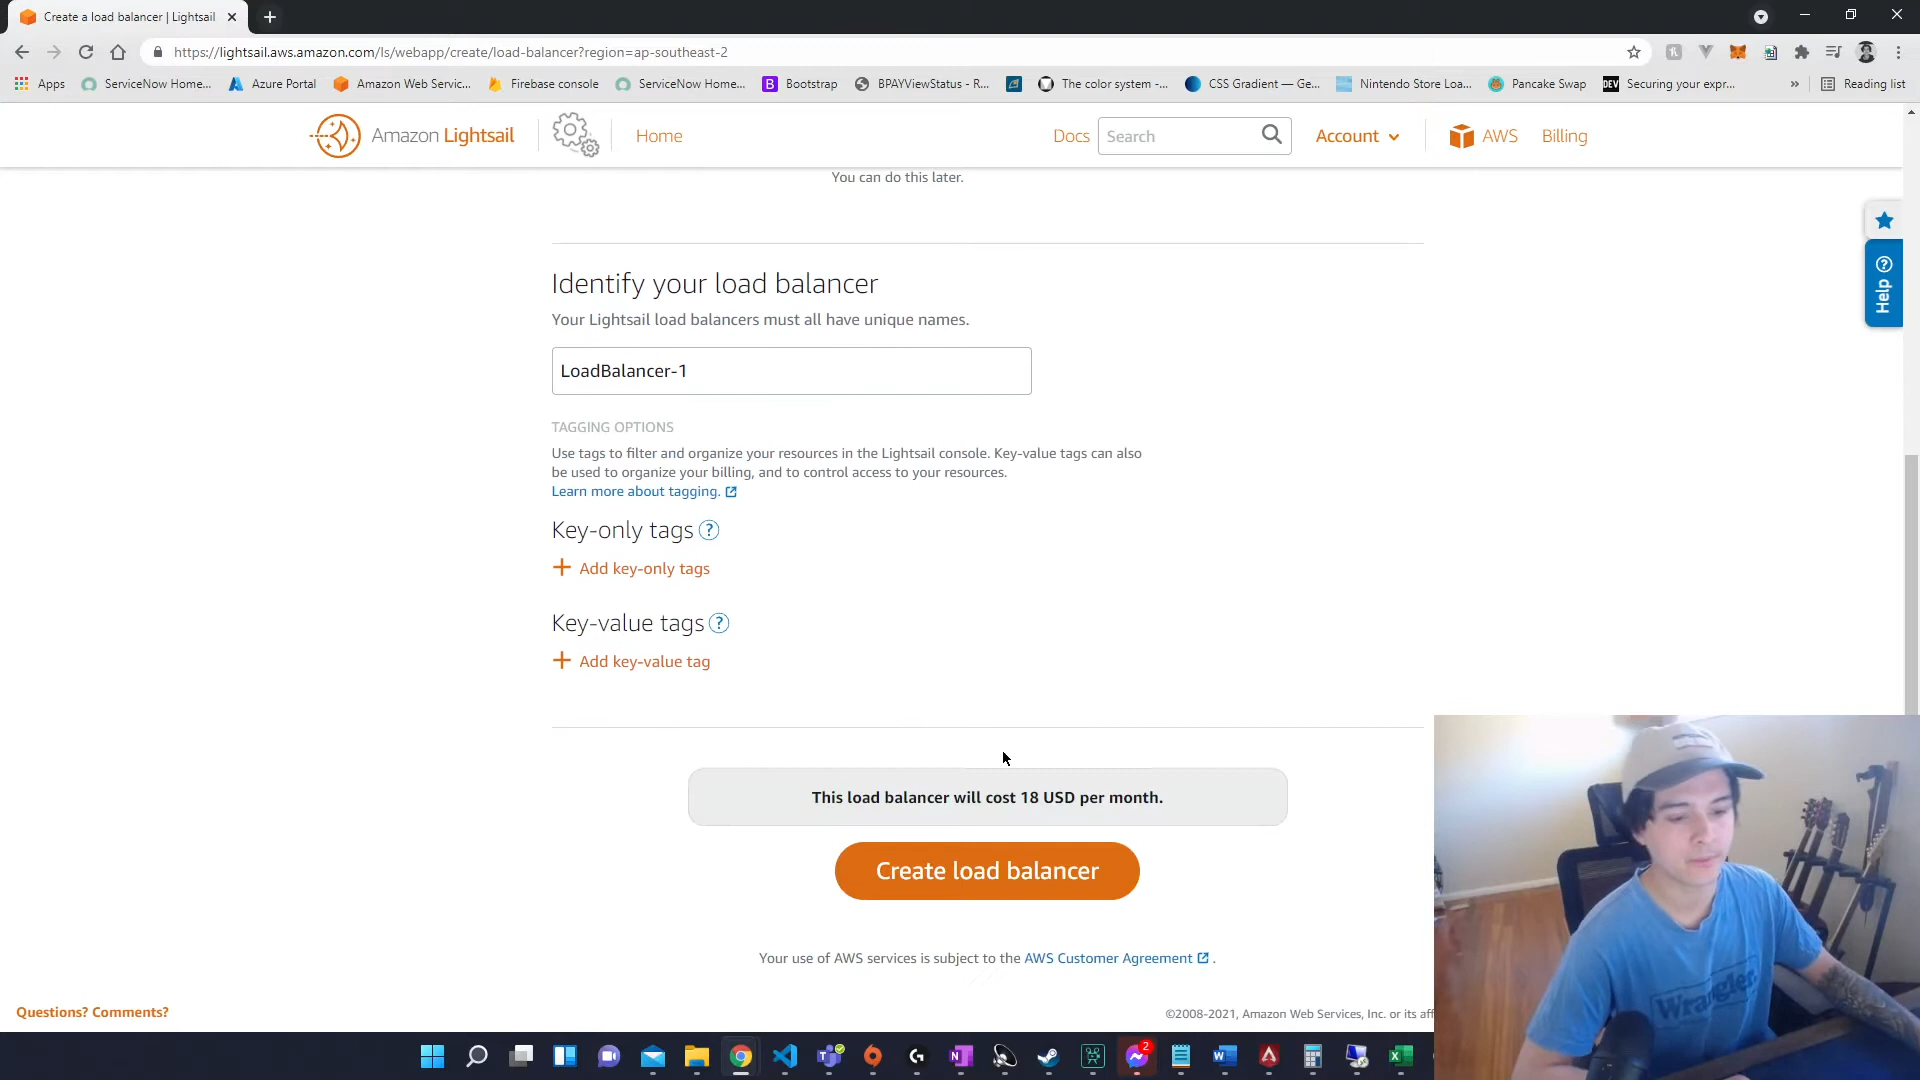 Create a load balancer | Lightsail
https://lightsail.aws.amazon.com/ls/webapp/create/load-balancer?region=ap-southeast-2
Apps
ServiceNow Home...
Azure Portal
Amazon Web Servic...
Firebase console
ServiceNow Home...
Bootstrap
BPAYViewStatus - R...
The color system -...
CSS Gradient — Ge...
Nintendo Store Loa...
Pancake Swap
DEV
Securing your expr...
Reading list
Amazon Lightsail
Home
Docs
Search
Account
AWS
Billing
You can do this later.
Help
Identify your load balancer
Your Lightsail load balancers must all have unique names.
LoadBalancer-1
TAGGING OPTIONS
Use tags to filter and organize your resources in the Lightsail console. Key-value tags can also
be used to organize your billing, and to control access to your resources.
Learn more about tagging.
Key-only tags
Add key-only tags
Key-value tags
Add key-value tag
This load balancer will cost 18 USD per month.
Create load balancer
Your use of AWS services is subject to the AWS Customer Agreement .
Questions? Comments?
©2008-2021, Amazon Web Services, Inc. or its aff
Wrangler
2